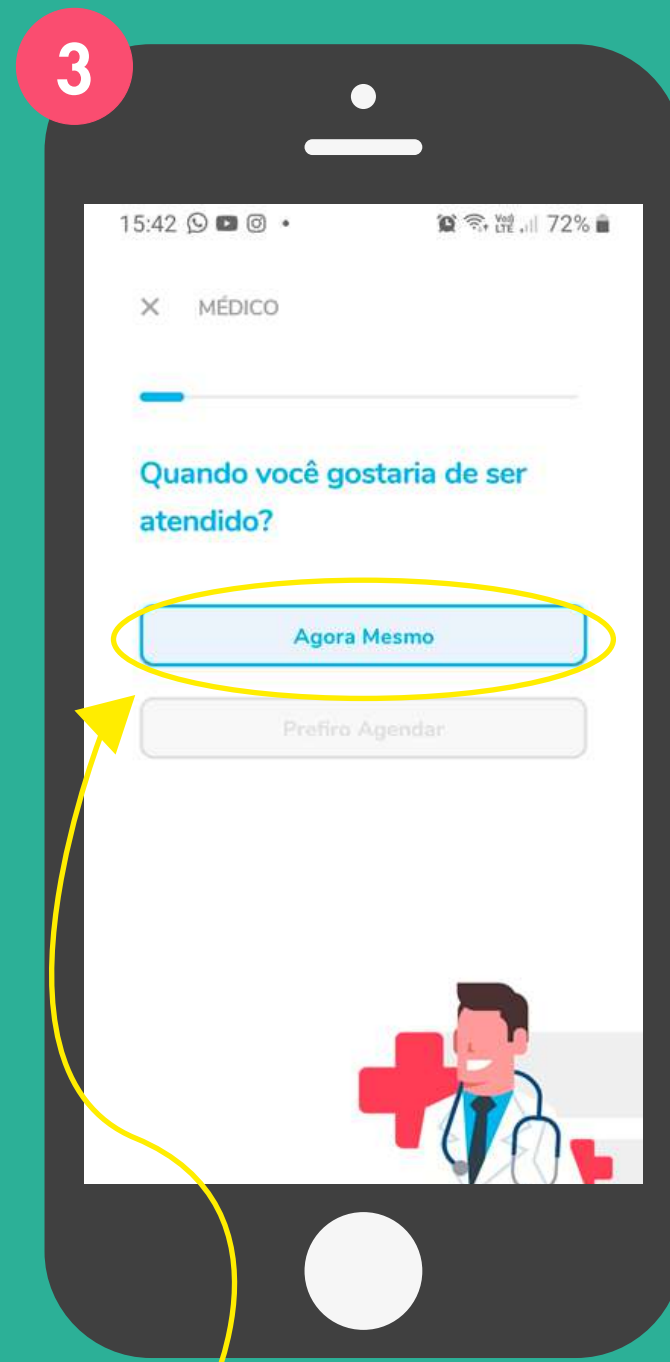 3
15:42 72%
MÉDICO
Quando você gostaria de ser
atendido?
Agora Mesmo
Prefiro Agendar